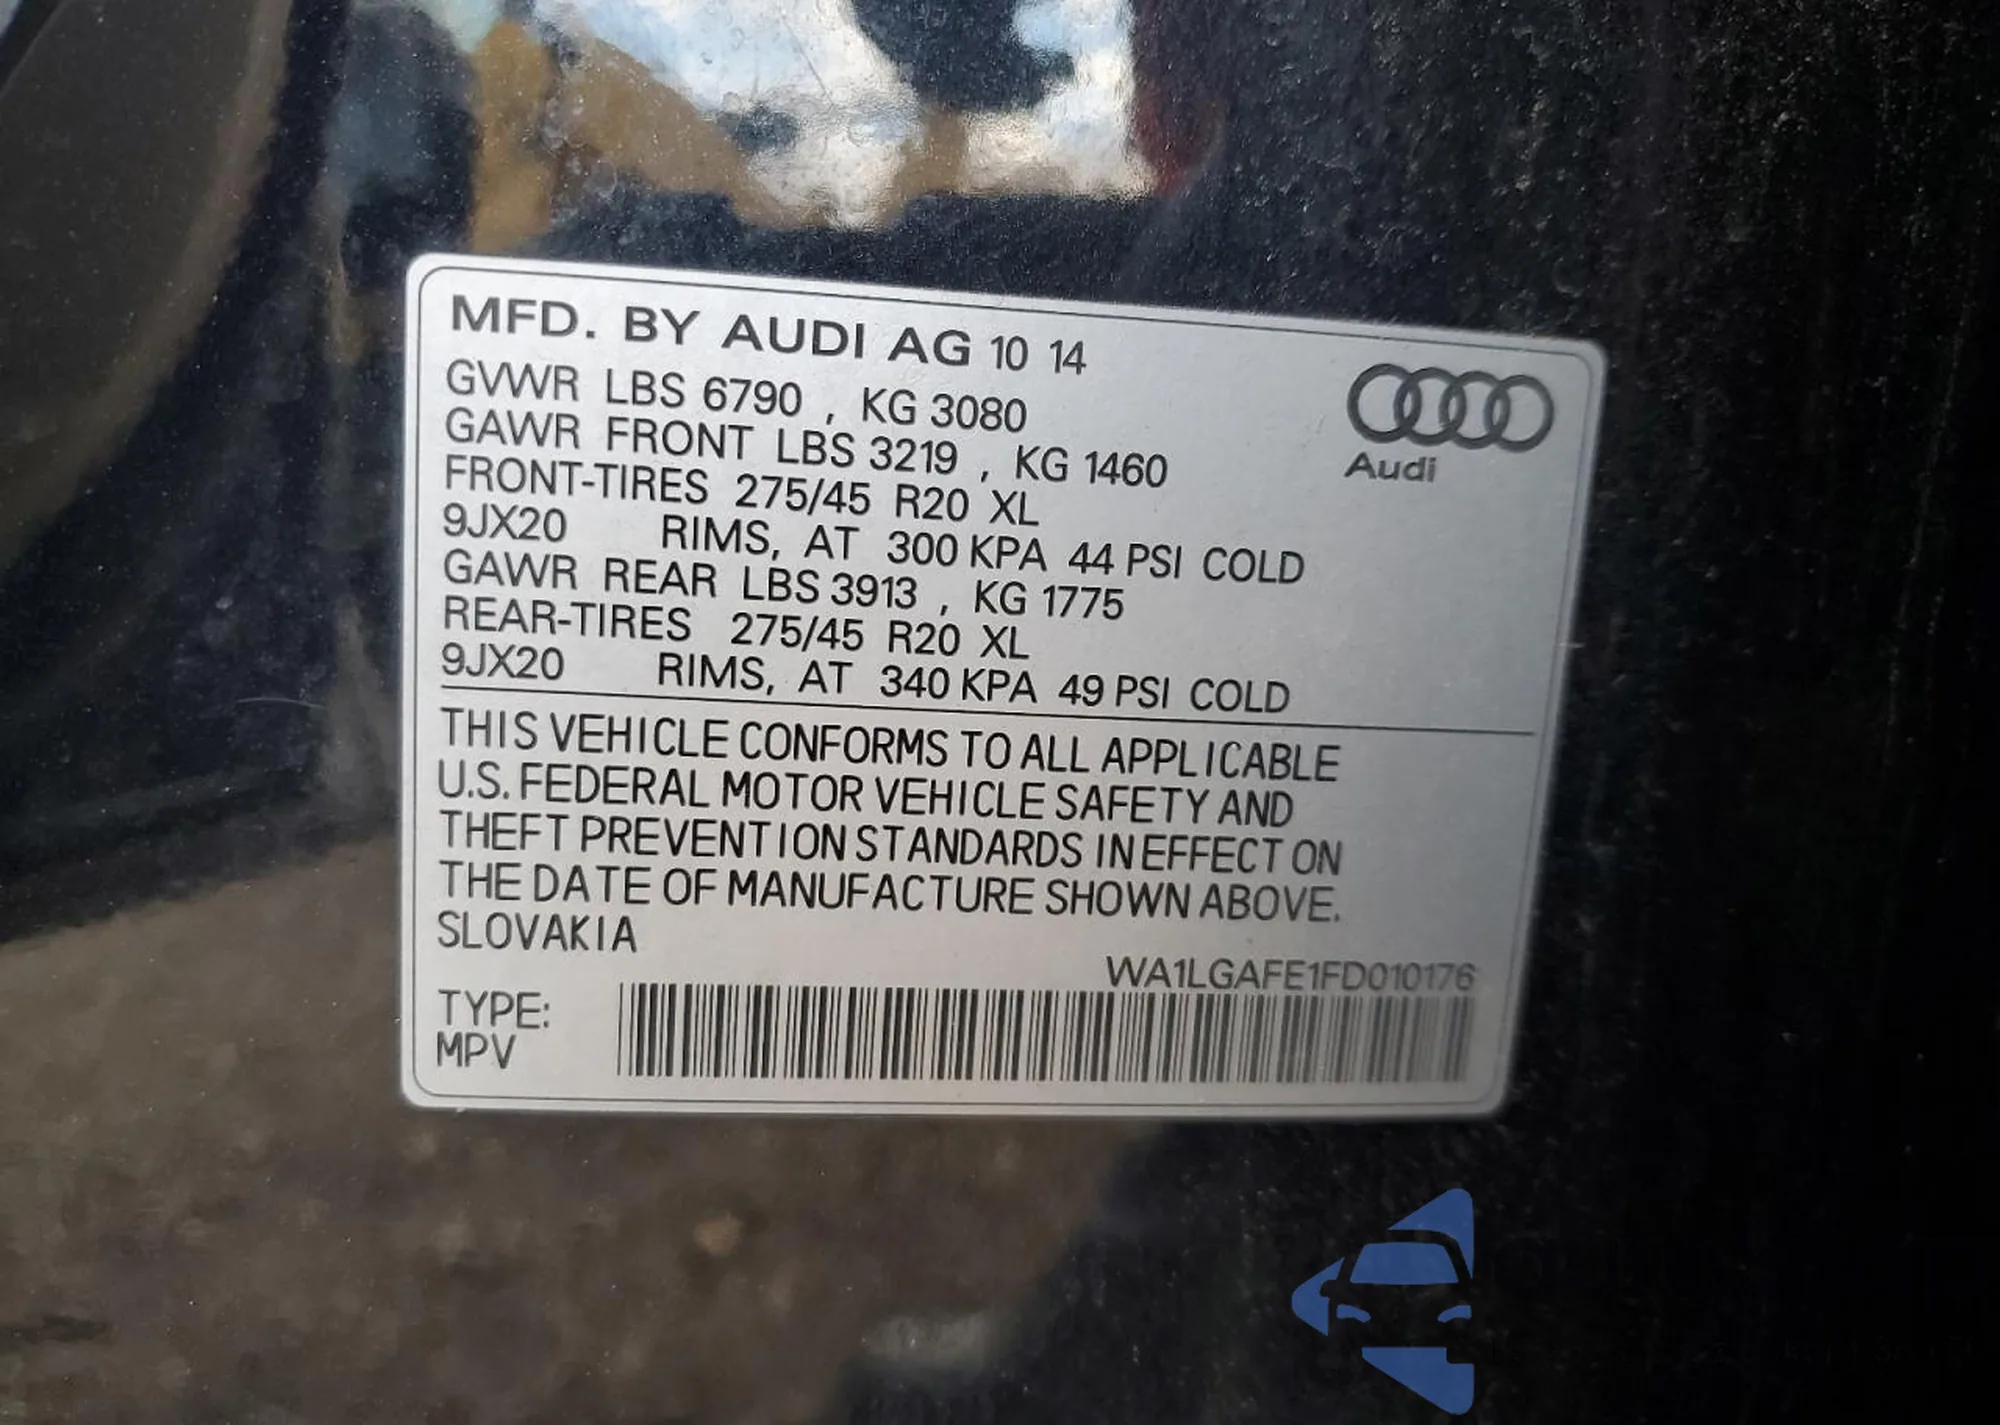 MFD. BY AUDI AG 10 14
GVWR LBS 6790 , KG 3080
GAWR FRONT LBS 3219 , KG 1460
FRONT-TIRES 275/45 R20 XL
9JX20 RIMS, AT 300 KPA 44 PSI COLD
GAWR REAR LBS 3913 , KG 1775
REAR-TIRES 275/45 R20 XL
9JX20 RIMS, AT 340 KPA 49 PSI COLD
Audi
THIS VEHICLE CONFORMS TO ALL APPLICABLE
U.S. FEDERAL MOTOR VEHICLE SAFETY AND
THEFT PREVENTION STANDARDS IN EFFECT ON
THE DATE OF MANUFACTURE SHOWN ABOVE.
SLOVAKIA
WA1LGAFE1FD010176
TYPE:
MPV